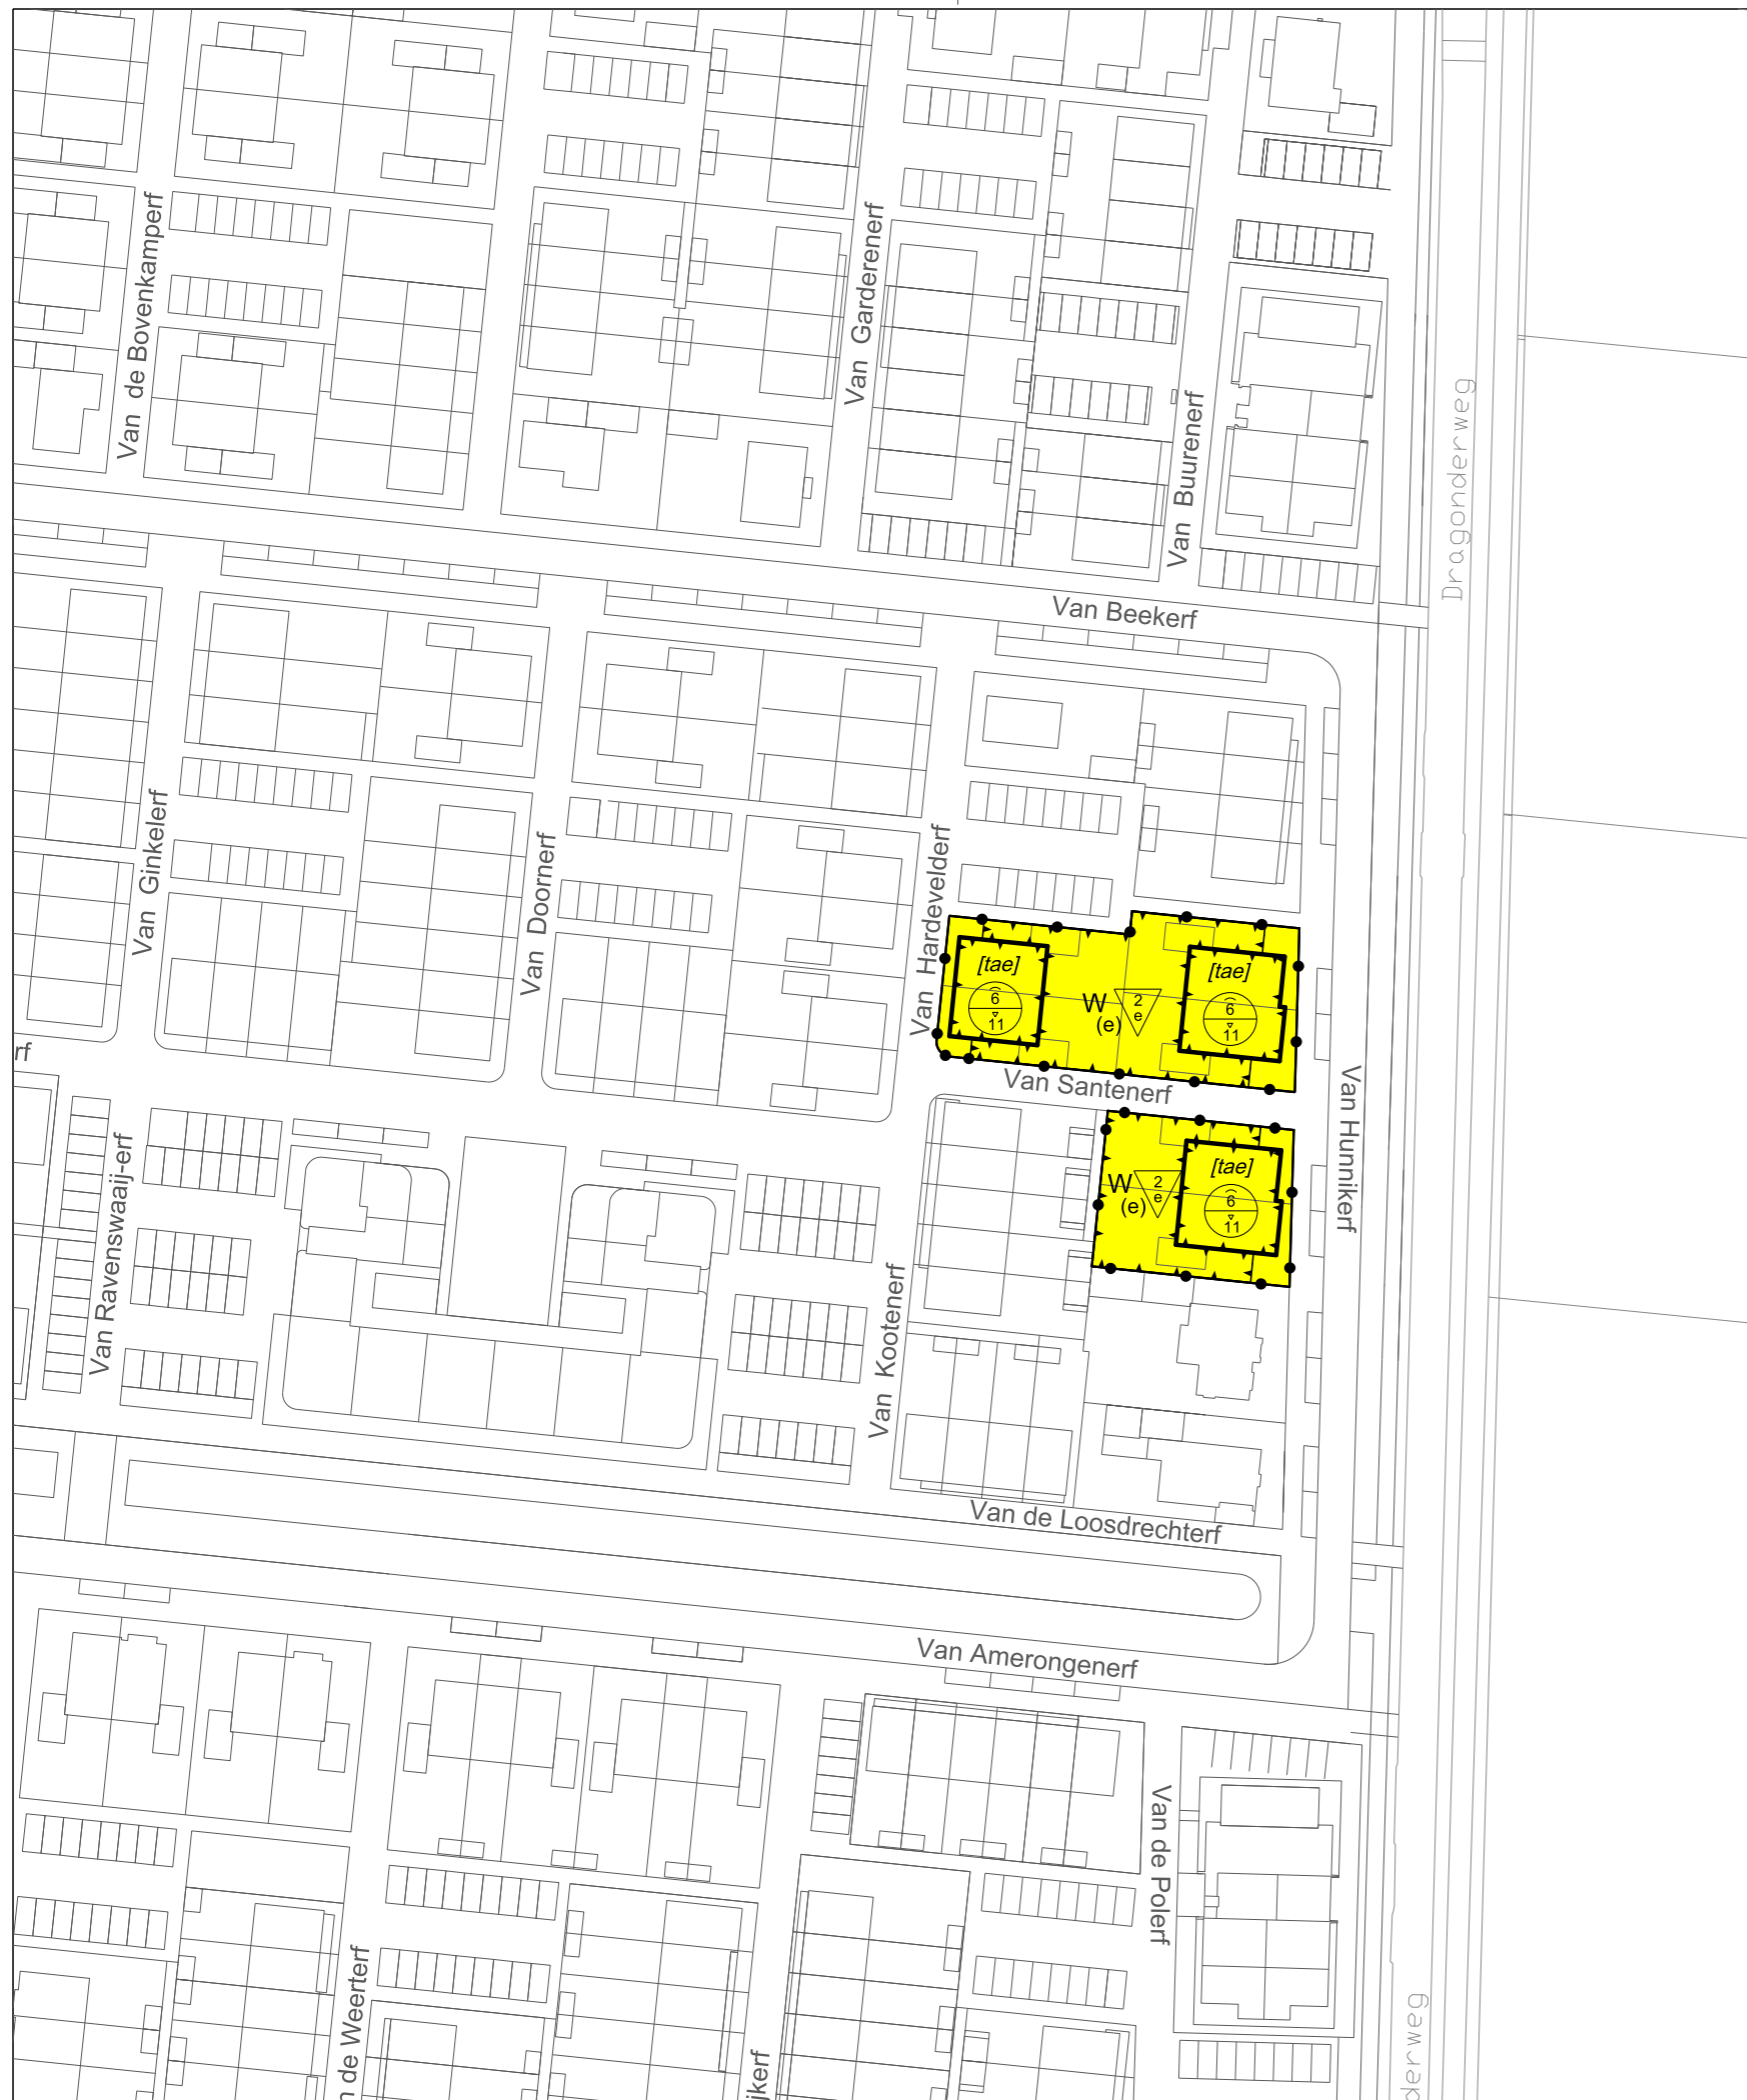 Van de Bovenkamperf
Van Garderenerf
Van Buurenerf
Dragonderweg
Van Beekerf
Van Ginkelerf
Van Doornerf
Van Hardevelderf
[tae]
6
11
W
(e)
2
e
[tae]
6
11
Van Santenerf
Van Hunnikerf
rf
Van Ravenswaaij-erf
W
(e)
2
e
[tae]
6
11
Van Kootenerf
Van de Loosdrechterf
Van Amerongenerf
Van de Polerf
n de Weerterf
jkerf
derweg